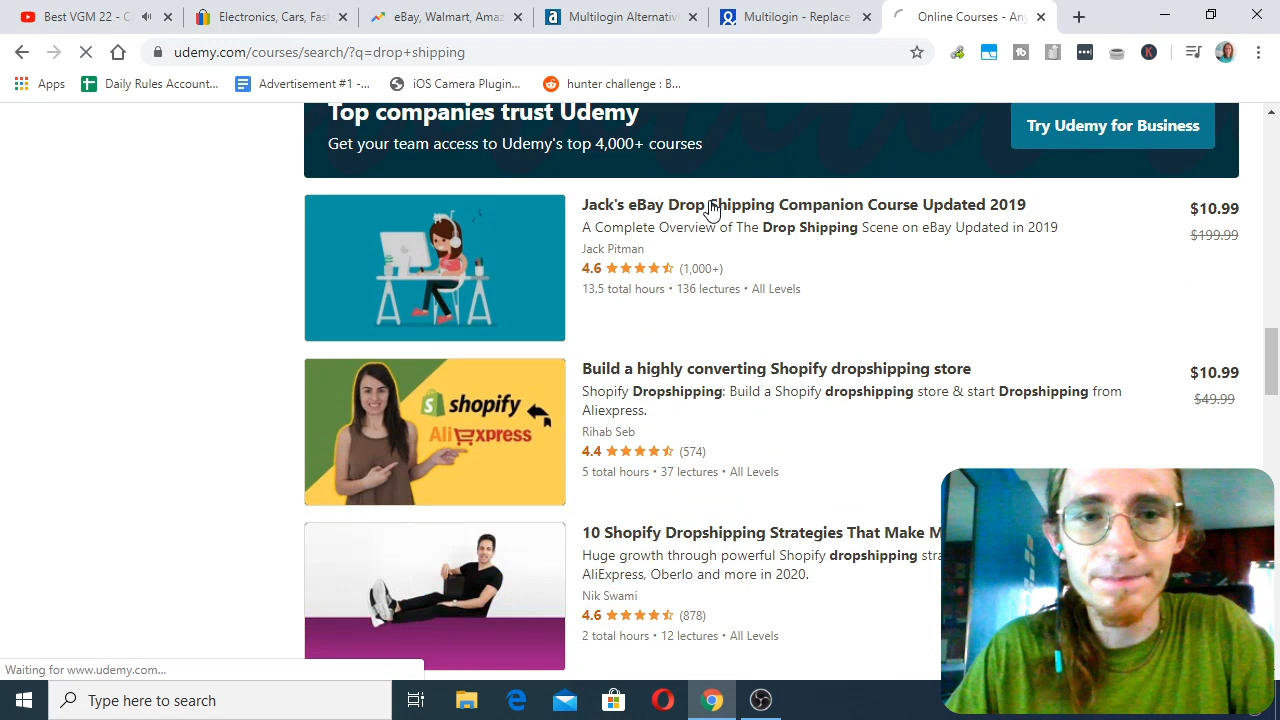 Best VGM 22 - C
Electronics, Cars, Fas
eBay, Walmart, Amaz
Multilogin Alternativ
Multilogin - Replace
Online Courses - Any
udemy.com/courses/search/?q=drop+shipping
Apps
Daily Rules Account...
Advertisement #1 -...
iOS Camera Plugin...
hunter challenge : B...
Top companies trust Udemy
Get your team access to Udemy's top 4,000+ courses
Try Udemy for Business
Jack's eBay Drop Shipping Companion Course Updated 2019
$10.99
A Complete Overview of The Drop Shipping Scene on eBay Updated in 2019
$199.99
Jack Pitman
4.6 (1,000+)
13.5 total hours • 136 lectures • All Levels
shopify
AliExpress
Build a highly converting Shopify dropshipping store
$10.99
Shopify Dropshipping: Build a Shopify dropshipping store & start Dropshipping from
$49.99
Aliexpress.
Rihab Seb
4.4 (574)
5 total hours • 37 lectures • All Levels
10 Shopify Dropshipping Strategies That Make M
Huge growth through powerful Shopify dropshipping stra
AliExpress, Oberlo and more in 2020.
Nik Swami
4.6 (878)
2 total hours • 12 lectures • All Levels
Waiting for www.udemy.com...
Type here to search